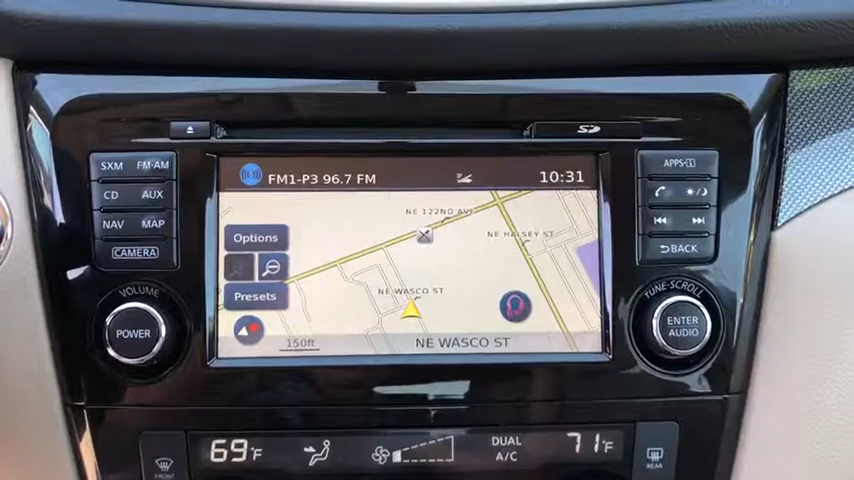 SXM FM·AM
CD AUX
NAV MAP
CAMERA
VOLUME
POWER
SD
FM1-P3 96.7 FM
10:31
NE 122ND AV
NE HALSEY ST
Options
NE WASCO ST
Presets
150ft
NE WASCO ST
APPS
BACK
TUNE·SCROLL
ENTER
AUDIO
69°F
DUAL
A/C
71°F
FRONT
REAR